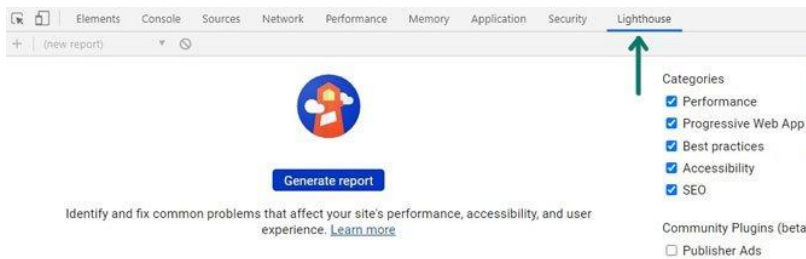 Elements Console Sources Network Performance Memory Application Security Lighthouse
+ (new report)
Categories
Performance
Progressive Web App
Best practices
Accessibility
SEO
Generate report
Identify and fix common problems that affect your site's performance, accessibility, and user
experience. Learn more
Community Plugins (beta
Publisher Ads